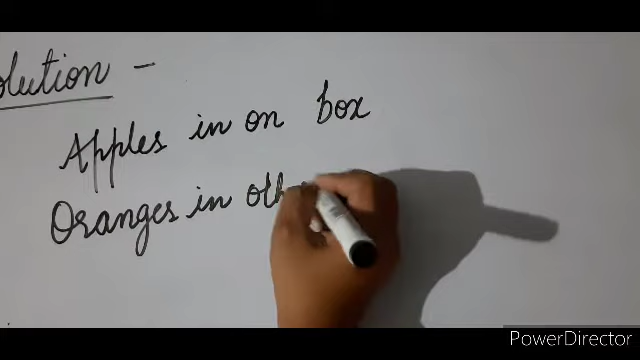 olution -
Apples in on box
Oranges in oth
PowerDirector